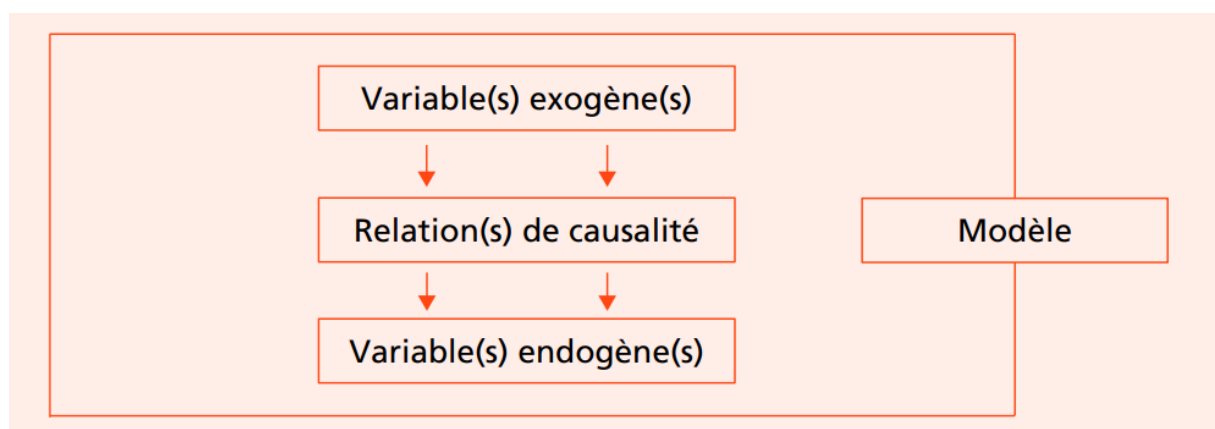 Variable(s) exogène(s)
Relation(s) de causalité
Modèle
Variable(s) endogène(s)